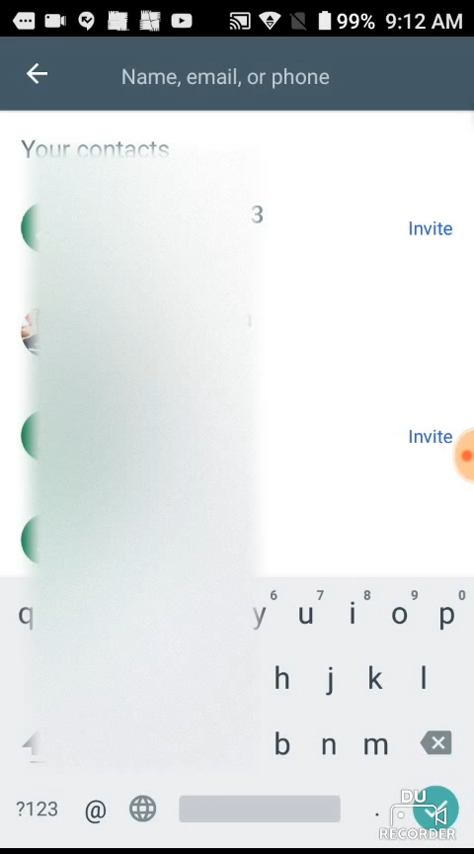 99% 9:12 AM
Name, email, or phone
Your contacts
3
Invite
Invite
6 7 8 9 0
q y u i o p
h j k l
b n m
?123 @ .
DU
RECORDER